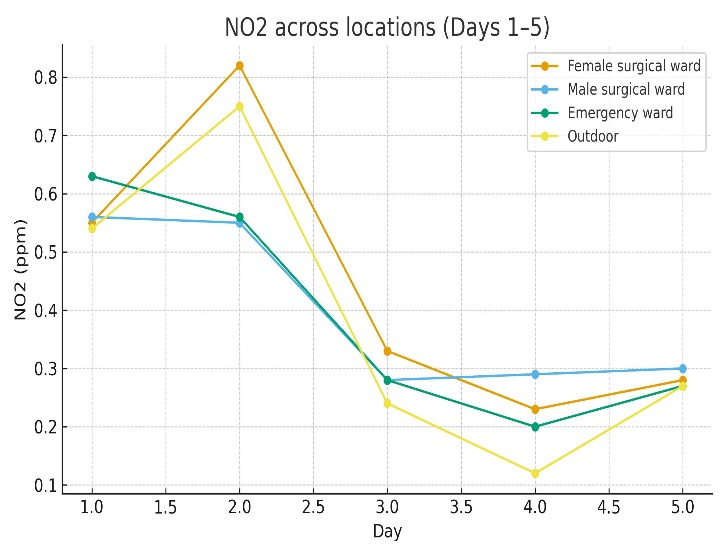 NO2 across locations (Days 1–5)
Female surgical ward
Male surgical ward
Emergency ward
Outdoor
NO2 (ppm)
0.8
0.7
0.6
0.5
0.4
0.3
0.2
0.1
1.0 1.5 2.0 2.5 3.0 3.5 4.0 4.5 5.0
Day